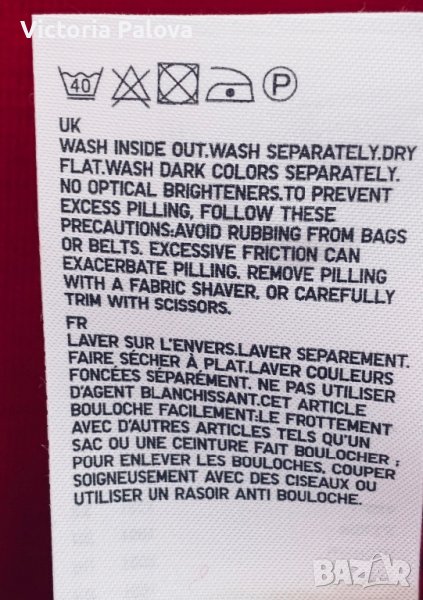 Victoria Palova
40 P
UK
WASH INSIDE OUT.WASH SEPARATELY.DRY
FLAT.WASH DARK COLORS SEPARATELY.
NO OPTICAL BRIGHTENERS.TO PREVENT
EXCESS PILLING, FOLLOW THESE
PRECAUTIONS:AVOID RUBBING FROM BAGS
OR BELTS. EXCESSIVE FRICTION CAN
EXACERBATE PILLING. REMOVE PILLING
WITH A FABRIC SHAVER, OR CAREFULLY
TRIM WITH SCISSORS.
FR
LAVER SUR L'ENVERS.LAVER SEPAREMENT.
FAIRE SÉCHER À PLAT.LAVER COULEURS
FONCÉES SÉPARÉMENT. NE PAS UTILISER
D'AGENT BLANCHISSANT.CET ARTICLE
BOULOCHE FACILEMENT:LE FROTTEMENT
AVEC D'AUTRES ARTICLES TELS QU'UN
SAC OU UNE CEINTURE FAIT BOULOCHER ;
POUR ENLEVER LES BOULOCHES, COUPER
SOIGNEUSEMENT AVEC DES CISEAUX OU
UTILISER UN RASOIR ANTI BOULOCHE.
BAZAR